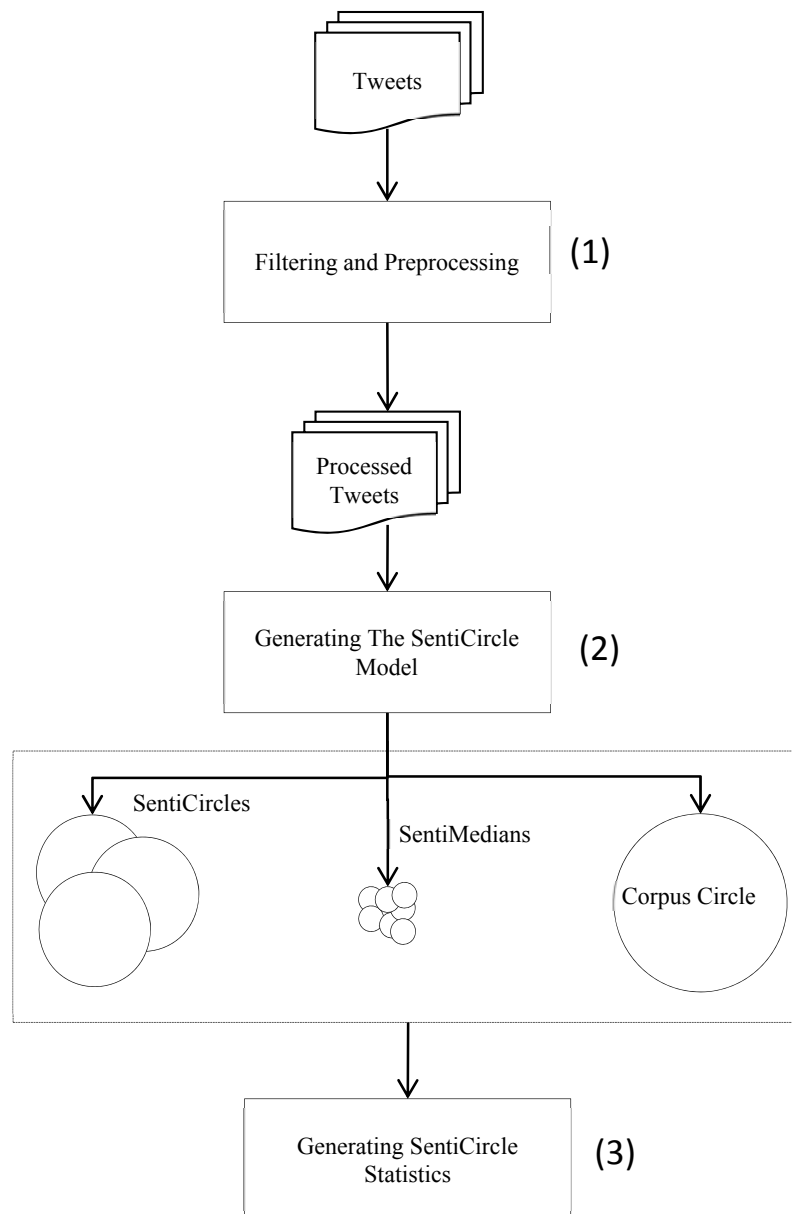 Tweets
Filtering and Preprocessing
(1)
Processed
Tweets
Generating The SentiCircle
Model
(2)
SentiCircles
SentiMedians
Corpus Circle
Generating SentiCircle
Statistics
(3)